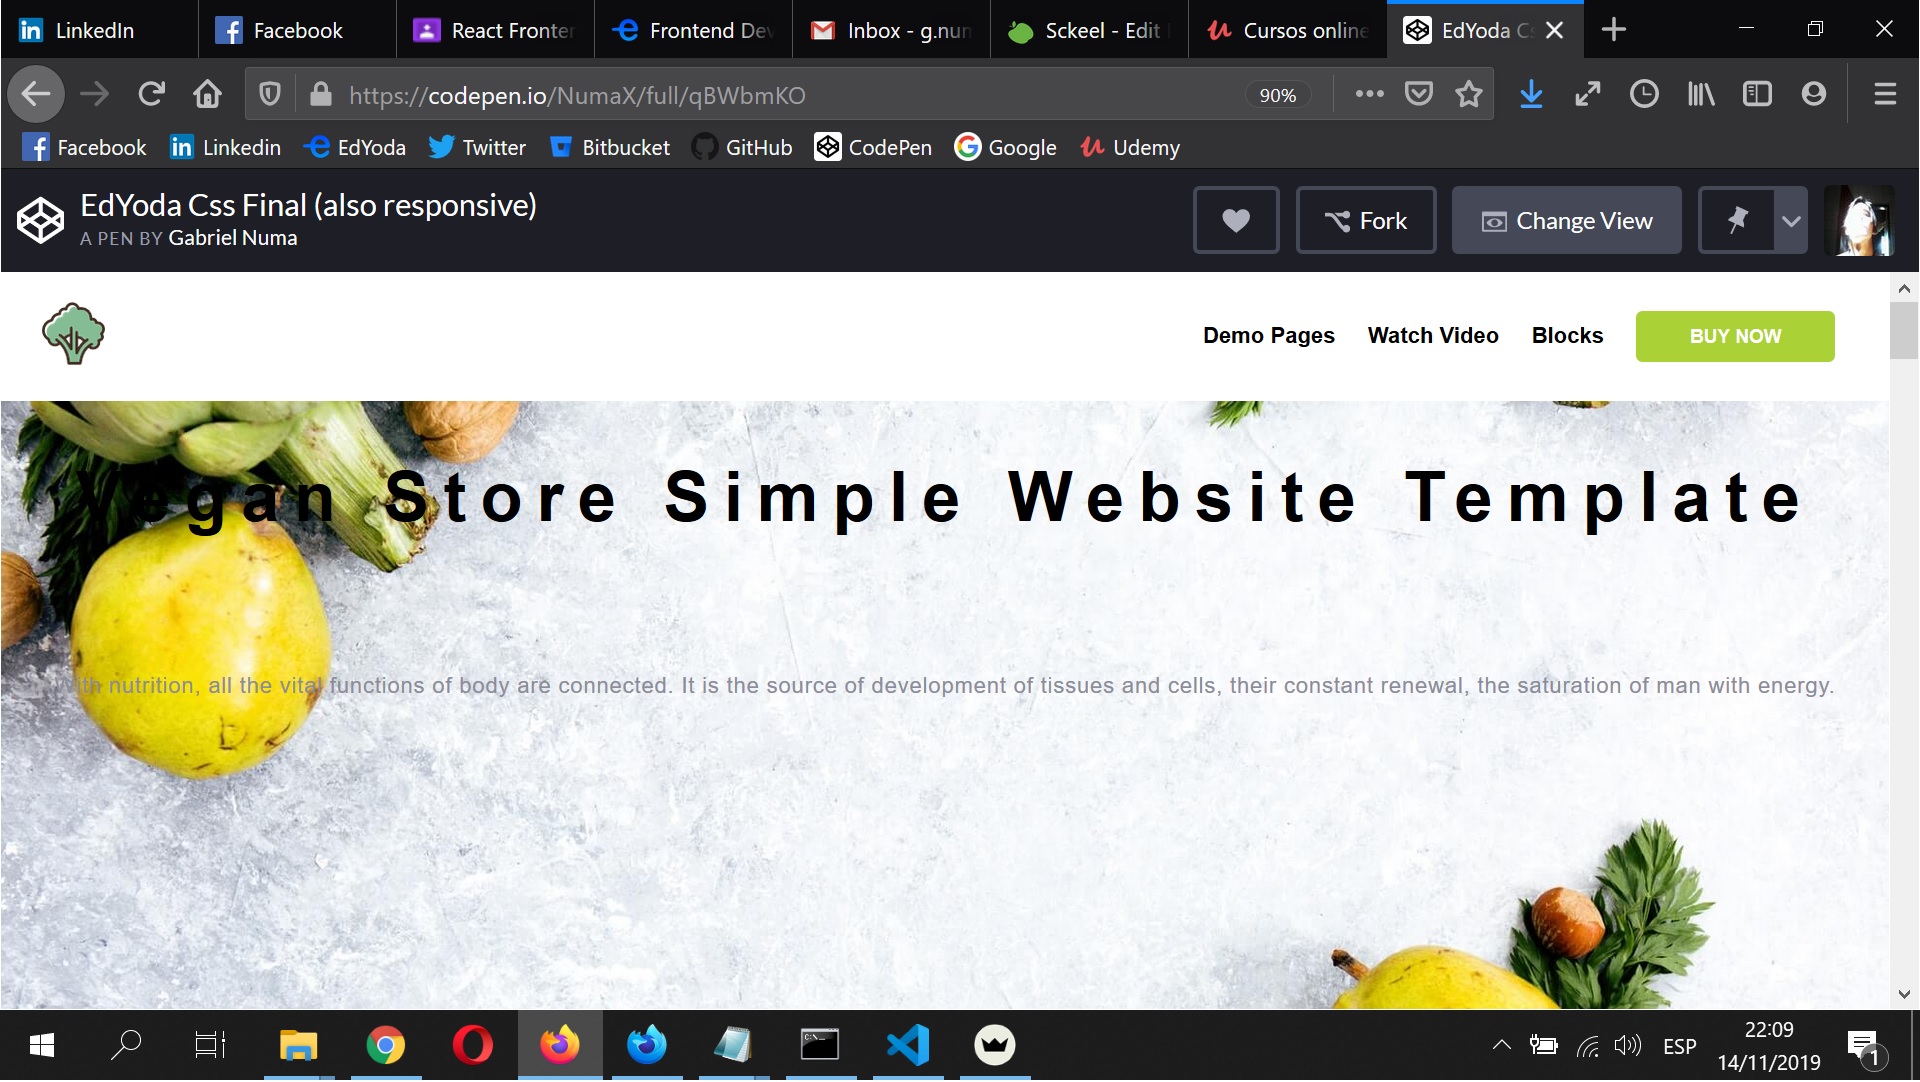 LinkedIn
Facebook
React Fronter
Frontend Dev
Inbox - g.num
Sckeel - Edit
Cursos online
EdYoda Cs
https://codepen.io/NumaX/full/qBWbmKO
90%
Facebook
Linkedin
EdYoda
Twitter
Bitbucket
GitHub
CodePen
Google
Udemy
EdYoda Css Final (also responsive)
A PEN BY Gabriel Numa
Fork
Change View
Demo Pages
Watch Video
Blocks
BUY NOW
Vegan Store Simple Website Template
With nutrition, all the vital functions of body are connected. It is the source of development of tissues and cells, their constant renewal, the saturation of man with energy.
ESP
22:09
14/11/2019
1